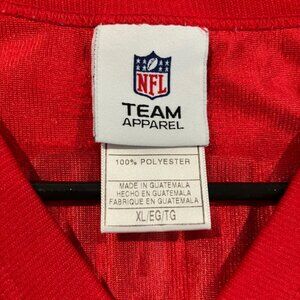 NFL
TEAM
APPAREL
100% POLYESTER
MADE IN GUATEMALA
HECHO EN GUATEMALA
FABRIQUE EN GUATEMALA
XL/EG/TG